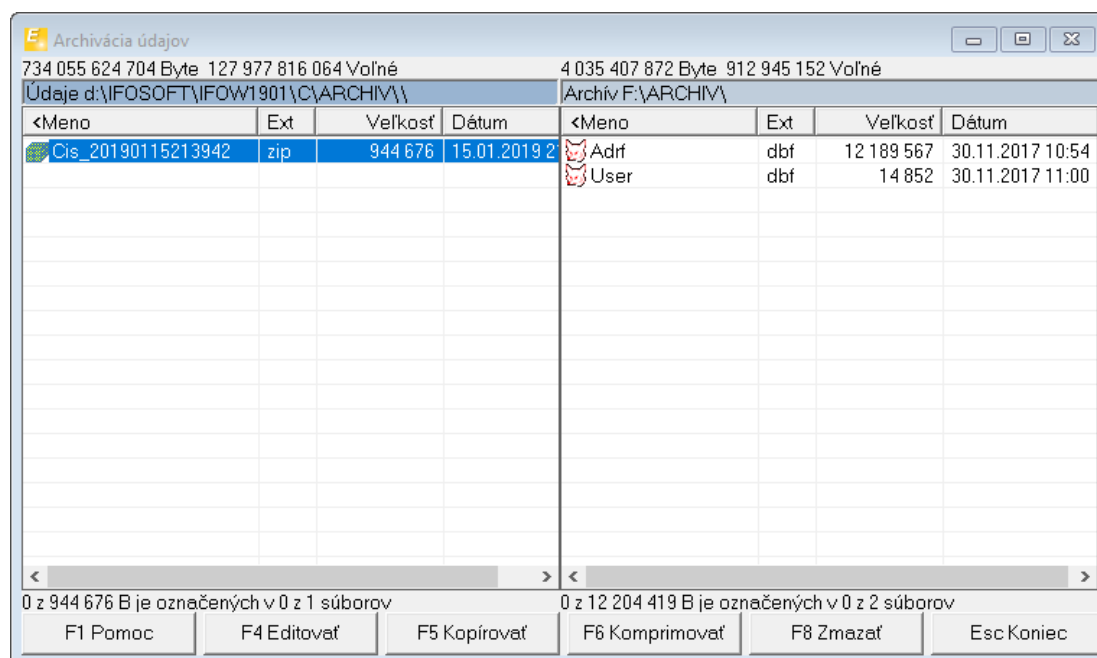 Archivácia údajov
734 055 624 704 Byte 127 977 816 064 Voľné 4 035 407 872 Byte 912 945 152 Voľné
Údaje d:\IFOSOFT\IFOW1901\C\ARCHIV\\ Archív F:\ARCHIV\
<Meno Ext Veľkosť Dátum <Meno Ext Veľkosť Dátum
Cis_20190115213942 zip 944 676 15.01.2019 2 Adrf dbf 12 189 567 30.11.2017 10:54
User dbf 14 852 30.11.2017 11:00
0 z 944 676 B je označených v 0 z 1 súborov 0 z 12 204 419 B je označených v 0 z 2 súborov
F1 Pomoc F4 Editovať F5 Kopírovať F6 Komprimovať F8 Zmazať Esc Koniec